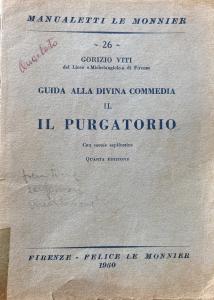 MANUALETTI LE MONNIER
- 26 -
GORIZIO VITI
del Liceo «Michelangiolo» di Firenze
GUIDA ALLA DIVINA COMMEDIA
II.
IL PURGATORIO
Con tavole esplicative
QUARTA EDIZIONE
FIRENZE - FELICE LE MONNIER
1960